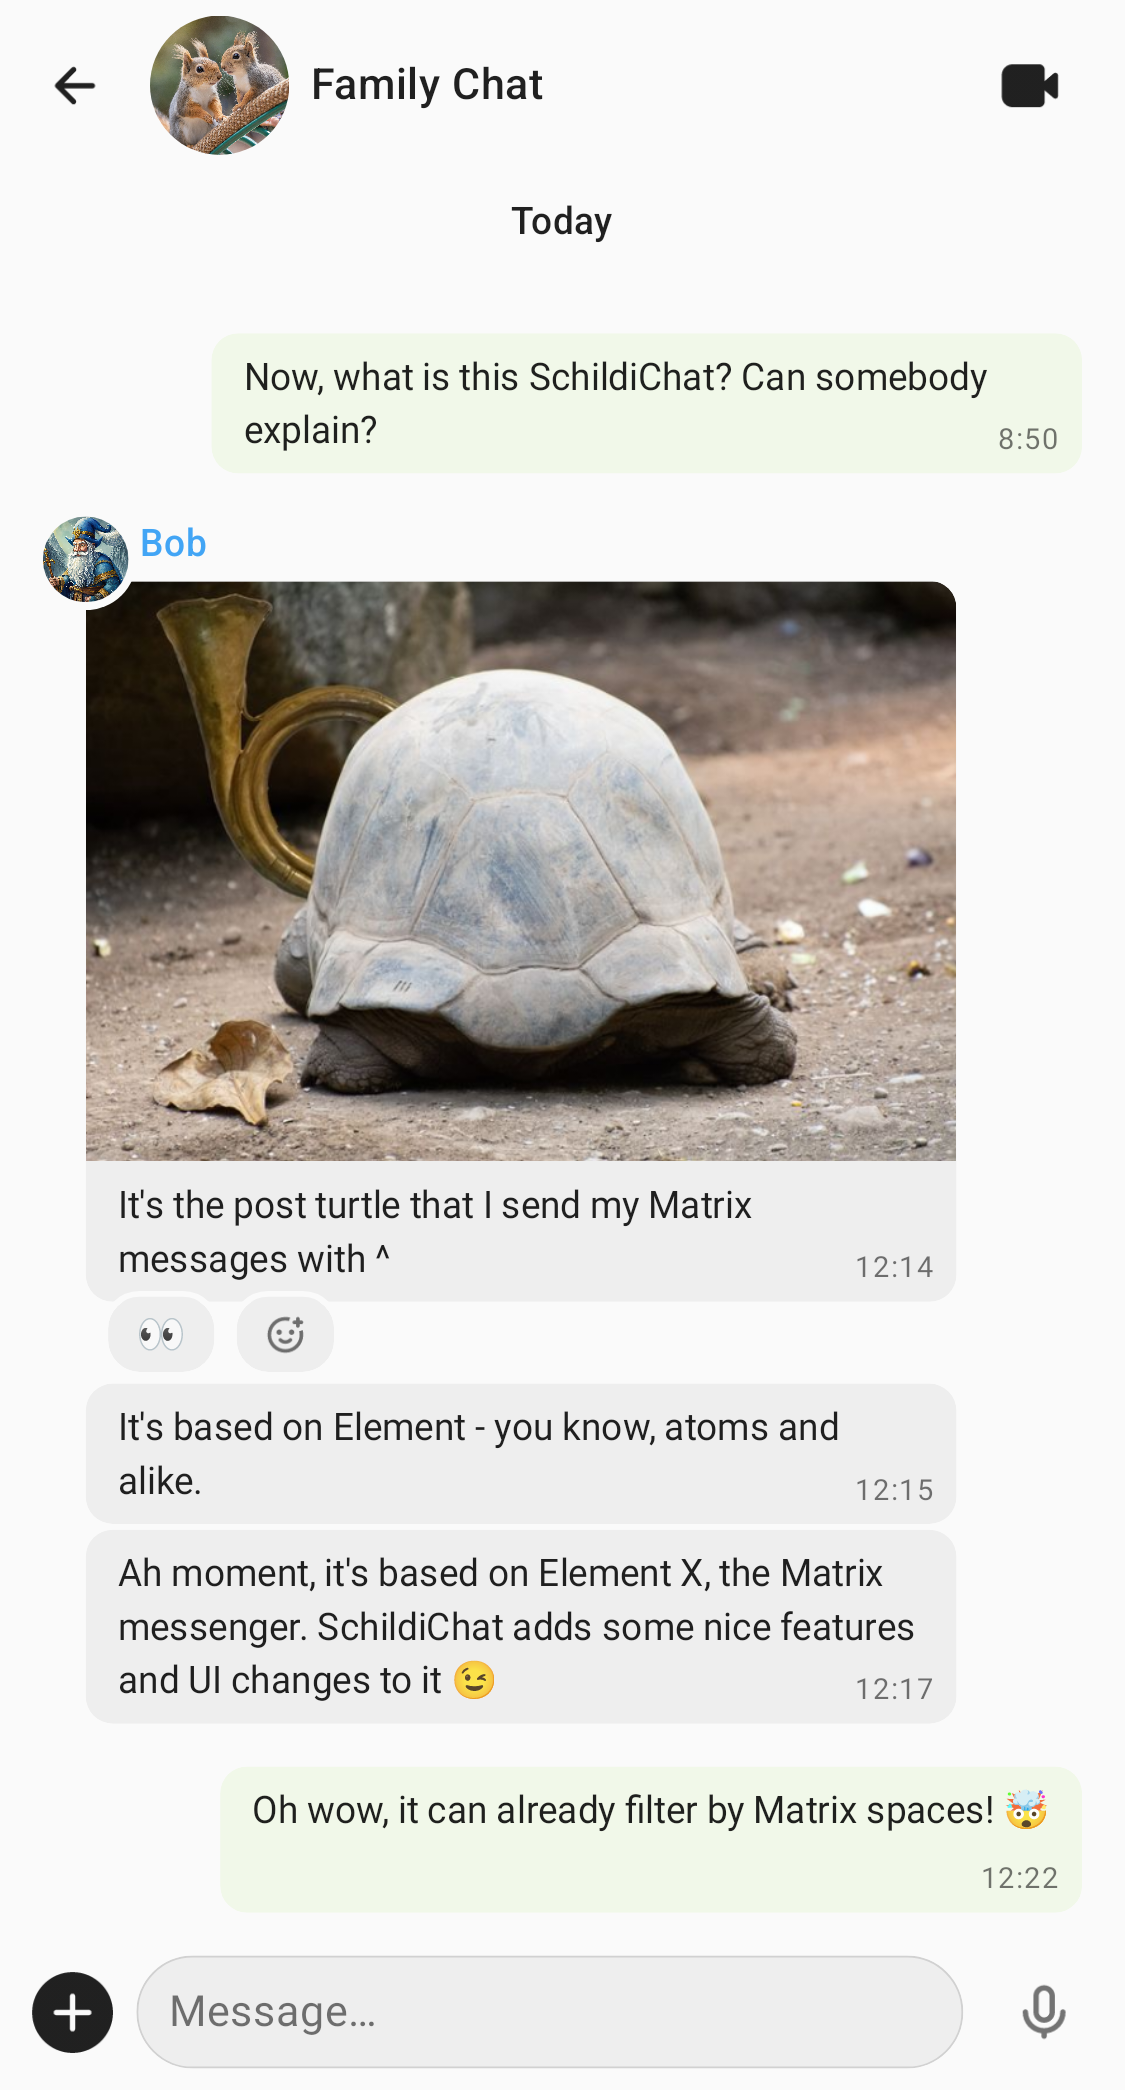 Family Chat
Today
Now, what is this SchildiChat? Can somebody
explain?
8:50
Bob
It's the post turtle that I send my Matrix
messages with ^
12:14
👀
It's based on Element - you know, atoms and
alike.
12:15
Ah moment, it's based on Element X, the Matrix
messenger. SchildiChat adds some nice features
and UI changes to it 😉
12:17
Oh wow, it can already filter by Matrix spaces! 🤯
12:22
Message…